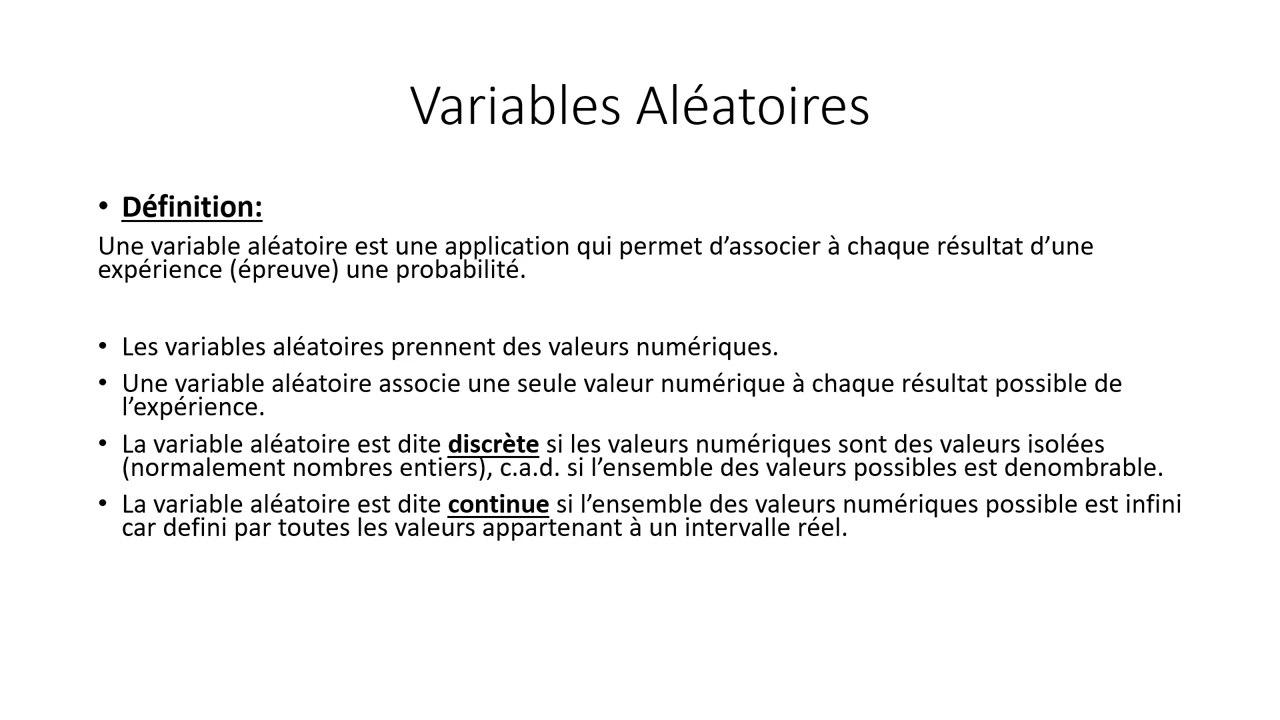 Variables Aléatoires
• Définition:
Une variable aléatoire est une application qui permet d’associer à chaque résultat d’une
expérience (épreuve) une probabilité.
• Les variables aléatoires prennent des valeurs numériques.
• Une variable aléatoire associe une seule valeur numérique à chaque résultat possible de
l’expérience.
• La variable aléatoire est dite discrète si les valeurs numériques sont des valeurs isolées
(normalement nombres entiers), c.a.d. si l’ensemble des valeurs possibles est denombrable.
• La variable aléatoire est dite continue si l’ensemble des valeurs numériques possible est infini
car defini par toutes les valeurs appartenant à un intervalle réel.